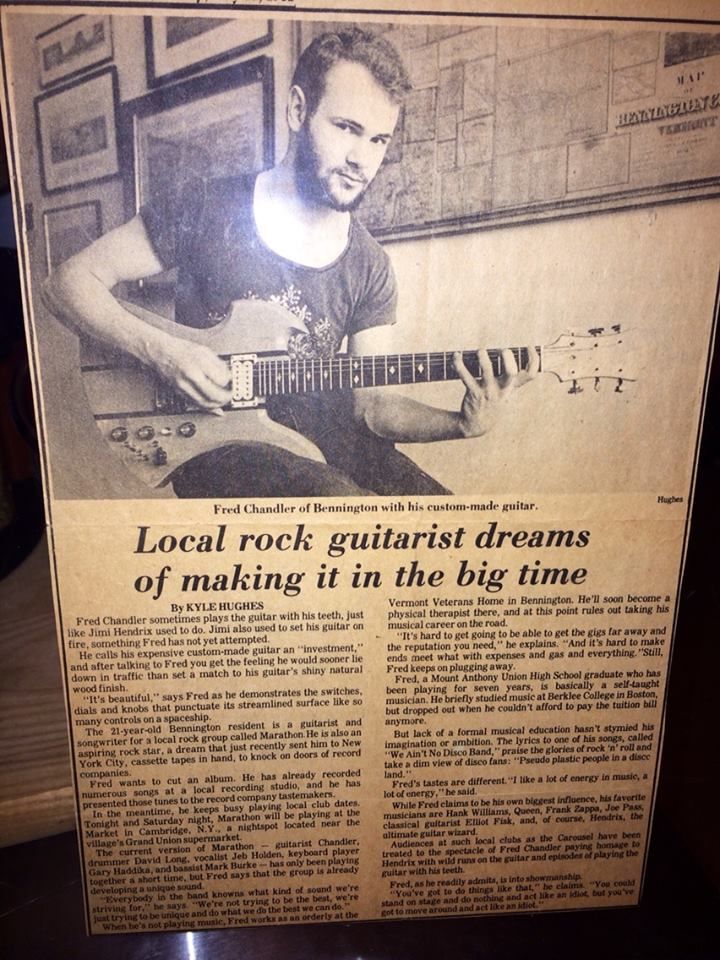 MAP
OF
BENNINGTON C
VERMONT
Hughes
Fred Chandler of Bennington with his custom-made guitar.
Local rock guitarist dreams
of making it in the big time
By KYLE HUGHES
Fred Chandler sometimes plays the guitar with his teeth, just
like Jimi Hendrix used to do. Jimi also used to set his guitar on
fire, something Fred has not yet attempted.
He calls his expensive custom-made guitar an "investment,"
and after talking to Fred you get the feeling he would sooner lie
down in traffic than set a match to his guitar's shiny natural
wood finish.
"It's beautiful," says Fred as he demonstrates the switches,
dials and knobs that punctuate its streamlined surface like so
many controls on a spaceship.
The 21-year-old Bennington resident is a guitarist and
songwriter for a local rock group called Marathon. He is also an
aspiring rock star, a dream that just recently sent him to New
York City, cassette tapes in hand, to knock on doors of record
companies.
Fred wants to cut an album. He has already recorded
numerous songs at a local recording studio, and he has
presented those tunes to the record company tastemakers.
In the meantime, he keeps busy playing local club dates.
Tonight and Saturday night, Marathon will be playing at the
Market in Cambridge, N.Y., a nightspot located near the
village's Grand Union supermarket.
The current version of Marathon — guitarist Chandler,
drummer David Long, vocalist Jeb Holden, keyboard player
Gary Haddika, and bassist Mark Burke — has only been playing
together a short time, but Fred says that the group is already
developing a unique sound.
"Everybody in the band knows what kind of sound we're
striving for," he says. "We're not trying to be the best, we're
just trying to be unique and do what we do the best we can do."
When he's not playing music, Fred works as an orderly at the
Vermont Veterans Home in Bennington. He'll soon become a
physical therapist there, and at this point rules out taking his
musical career on the road.
"It's hard to get going to be able to get the gigs far away and
the reputation you need," he explains. "And it's hard to make
ends meet what with expenses and gas and everything."Still,
Fred keeps on plugging away.
Fred, a Mount Anthony Union High School graduate who has
been playing for seven years, is basically a self-taught
musician. He briefly studied music at Berklee College in Boston,
but dropped out when he couldn't afford to pay the tuition bill
anymore.
But lack of a formal musical education hasn't stymied his
imagination or ambition. The lyrics to one of his songs, called
"We Ain't No Disco Band," praise the glories of rock 'n' roll and
take a dim view of disco fans: "Pseudo plastic people in a disco
land."
Fred's tastes are different. "I like a lot of energy in music, a
lot of energy," he said.
While Fred claims to be his own biggest influence, his favorite
musicians are Hank Williams, Queen, Frank Zappa, Joe Pass,
classical guitarist Elliot Fisk, and, of course, Hendrix, the
ultimate guitar wizard.
Audiences at such local clubs as the Carousel have been
treated to the spectacle of Fred Chandler paying homage to
Hendrix with wild runs on the guitar and episodes of playing the
guitar with his teeth.
Fred, as he readily admits, is into showmanship.
"You've got to do things like that," he claims. "You could
stand on stage and do nothing and act like an idiot, but you've
got to move around and act like an idiot."